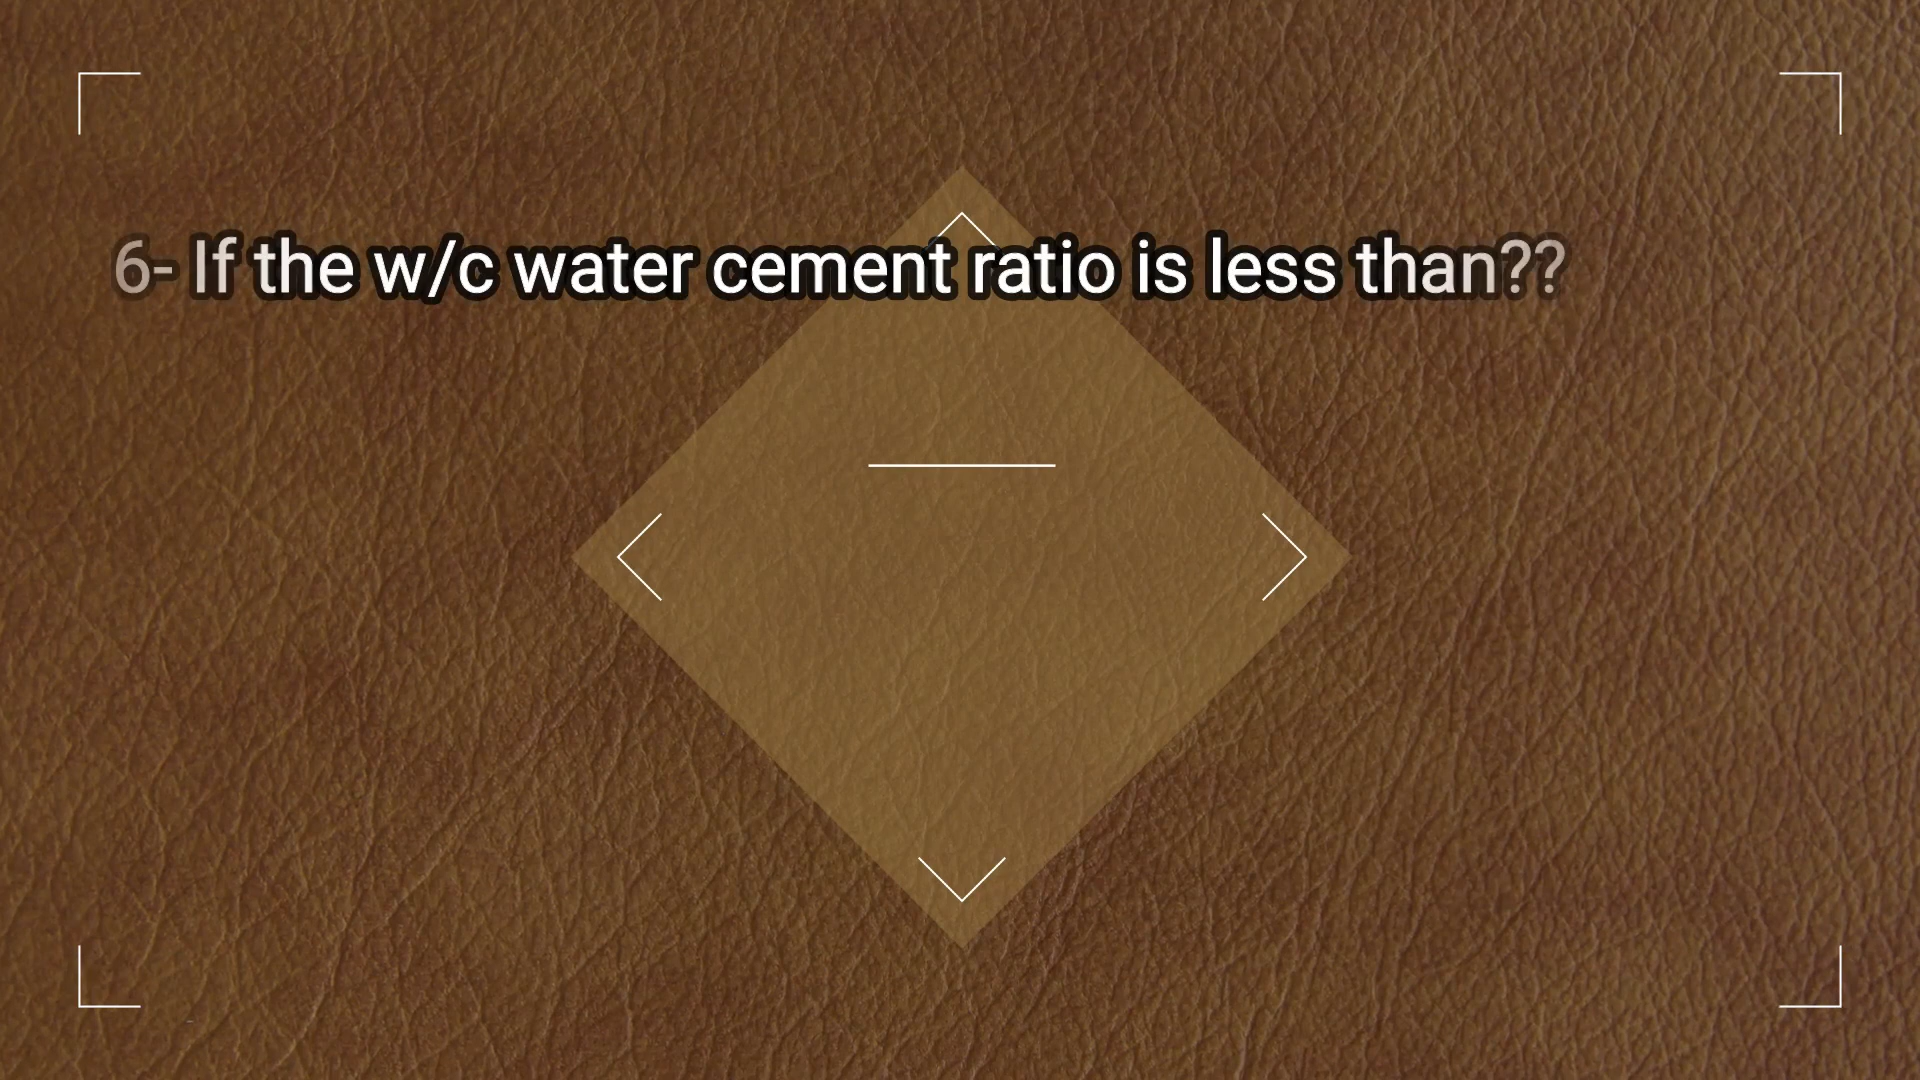 6- If the w/c water cement ratio is less than??